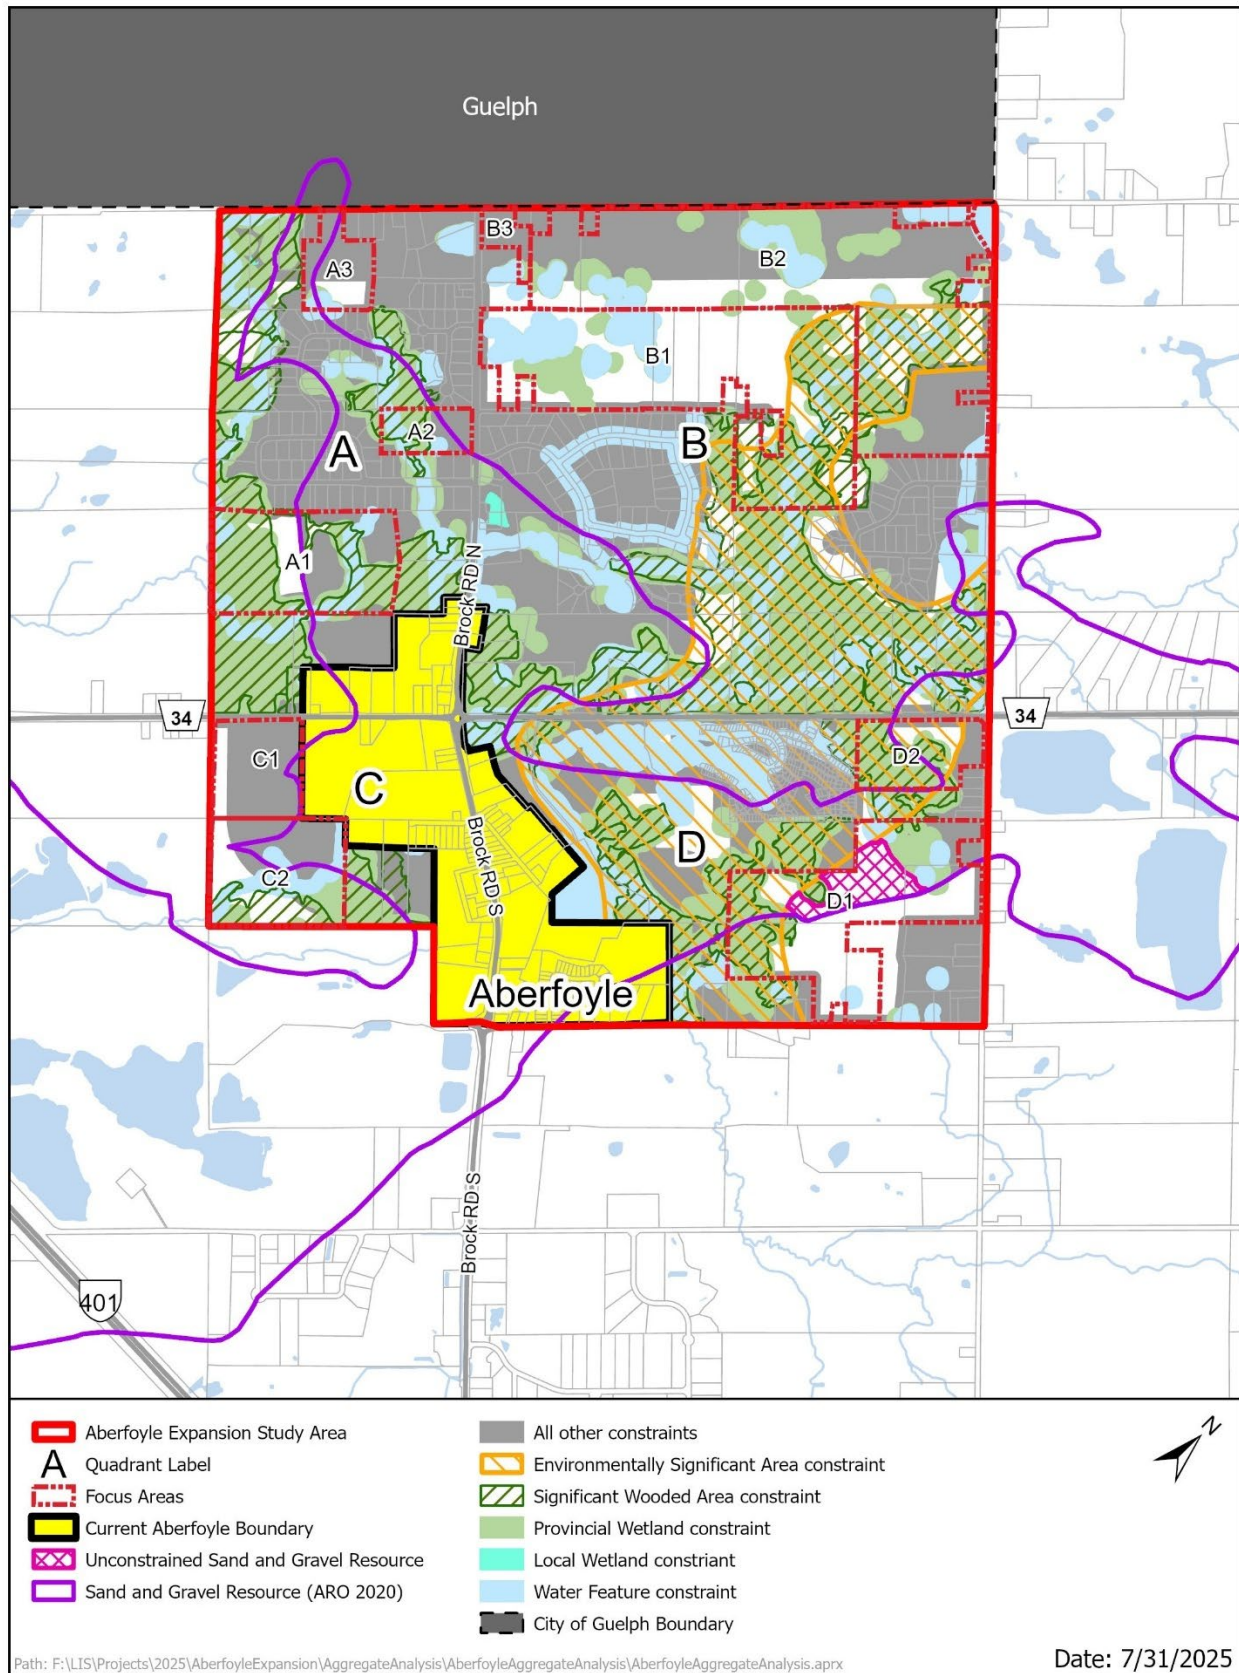 Guelph
B3
A3
B2
B1
A2
A
B
A1
Brock RD N
34
34
C1
D2
C
Brock RD S
D
C2
D1
Aberfoyle
Brock RD S
401
Aberfoyle Expansion Study Area
A Quadrant Label
Focus Areas
Current Aberfoyle Boundary
Unconstrained Sand and Gravel Resource
Sand and Gravel Resource (ARO 2020)
All other constraints
Environmentally Significant Area constraint
Significant Wooded Area constraint
Provincial Wetland constraint
Local Wetland constriant
Water Feature constraint
City of Guelph Boundary
N
Path: F:\LIS\Projects\2025\AberfoyleExpansion\AggregateAnalysis\AberfoyleAggregateAnalysis\AberfoyleAggregateAnalysis.aprx
Date: 7/31/2025